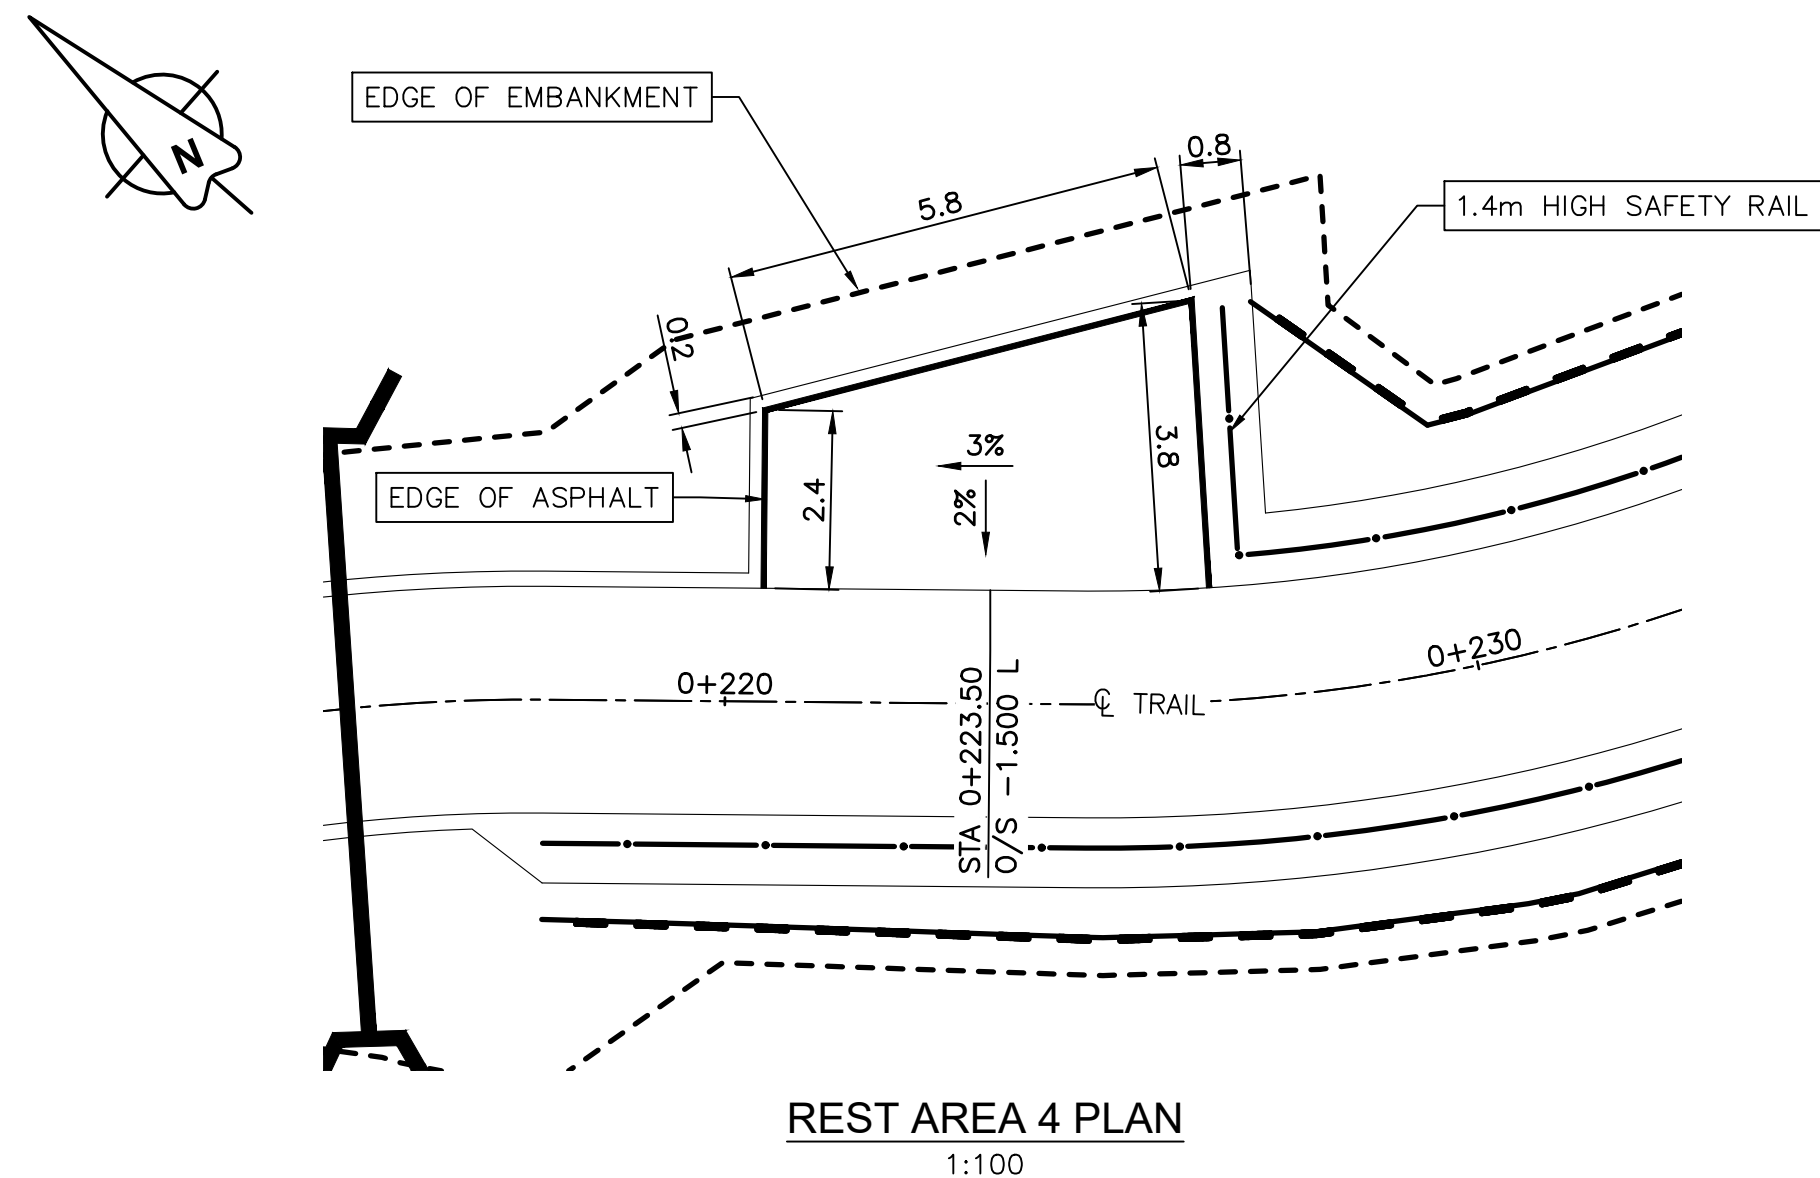 N
EDGE OF EMBANKMENT
0.8
5.8
1.4m HIGH SAFETY RAIL
0.2
3%
3.8
EDGE OF ASPHALT
2.4
2%
0+220
0+230
℄ TRAIL
STA 0+223.50
O/S -1.500 L
REST AREA 4 PLAN
1:100